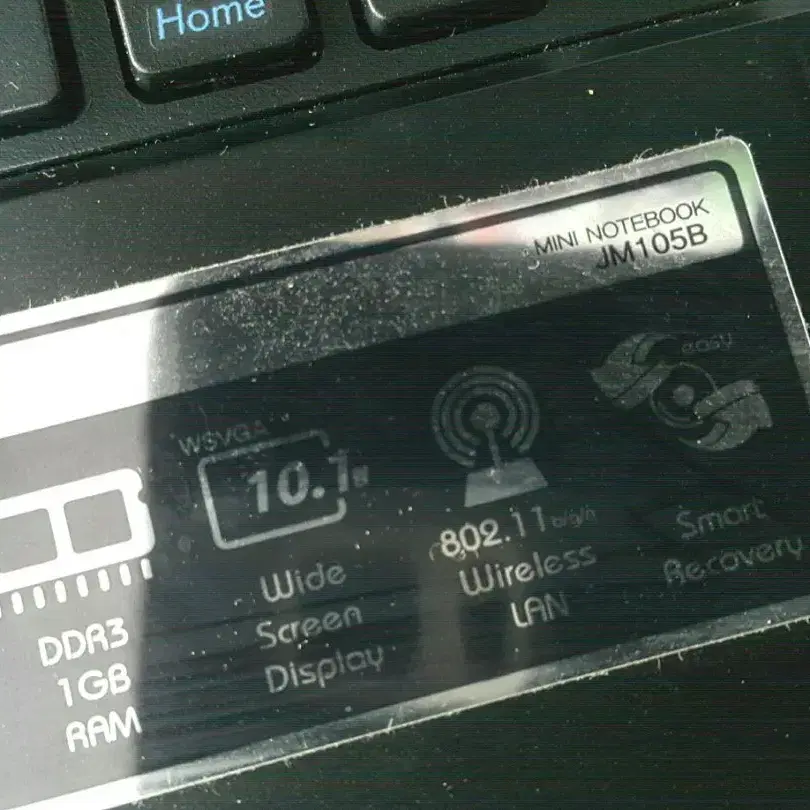 Home
MINI NOTEBOOK
JM105B
easy
WSVGA
10.1
802.11 b/g/n
Wide
Screen
Display
Wireless
LAN
Smart
Recovery
DDR3
1GB
RAM